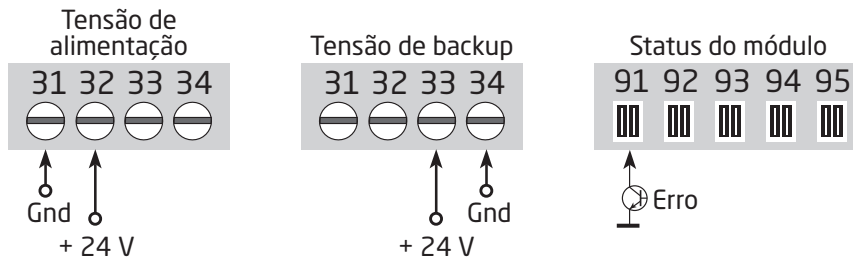 Tensão de
alimentação
31 32 33 34
Gnd
+ 24 V
Tensão de backup
31 32 33 34
Gnd
+ 24 V
Status do módulo
91 92 93 94 95
Erro